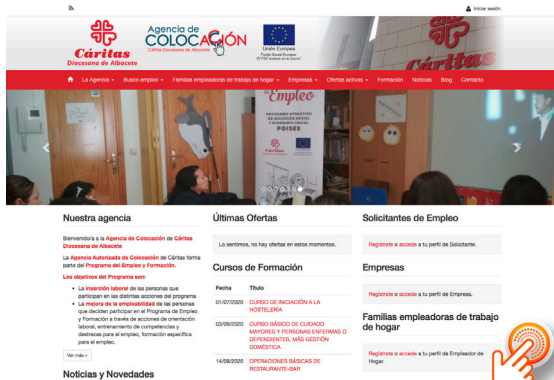 Iniciar sesión
Cáritas
Diocesana de Albacete
Agencia de
COLOCACIÓN
Cáritas Diocesana de Albacete
Unión Europea
Fondo Social Europeo
"El FSE invierte en tu futuro"
Cáritas
La Agencia
Busco empleo
Familias empleadoras de trabajo de hogar
Empresas
Ofertas activas
Formación
Noticias
Blog
Contacto
Empleo
PROGRAMA OPERATIVO
DE INCLUSIÓN SOCIAL
Y ECONOMÍA SOCIAL
POISES
Nuestra agencia
Bienvenido/a a la Agencia de Colocación de Cáritas
Diocesana de Albacete
La Agencia Autorizada de Colocación de Cáritas forma
parte del Programa del Empleo y Formación.
Los objetivos del Programa son:
La inserción laboral de las personas que
participan en las distintas acciones del programa
La mejora de la empleabilidad de las personas
que deciden participar en el Programa de Empleo
y Formación a través de acciones de orientación
laboral, entrenamiento de competencias y
destrezas para el empleo, formación específica
para el empleo.
Ver más »
Noticias y Novedades
Últimas Ofertas
Lo sentimos, no hay ofertas en estos momentos.
Cursos de Formación
Fecha Título
01/07/2020 CURSO DE INICIACIÓN A LA
HOSTELERÍA
03/08/2020 CURSO BÁSICO DE CUIDADO
MAYORES Y PERSONAS ENFERMAS O
DEPENDIENTES, MÁS GESTIÓN
DOMÉSTICA
14/09/2020 OPERACIONES BÁSICAS DE
RESTAURANTE-BAR
Solicitantes de Empleo
Regístrate o accede a tu perfil de Solicitante.
Empresas
Regístrate o accede a tu perfil de Empresa.
Familias empleadoras de trabajo
de hogar
Regístrate o accede a tu perfil de Empleador de
Hogar.